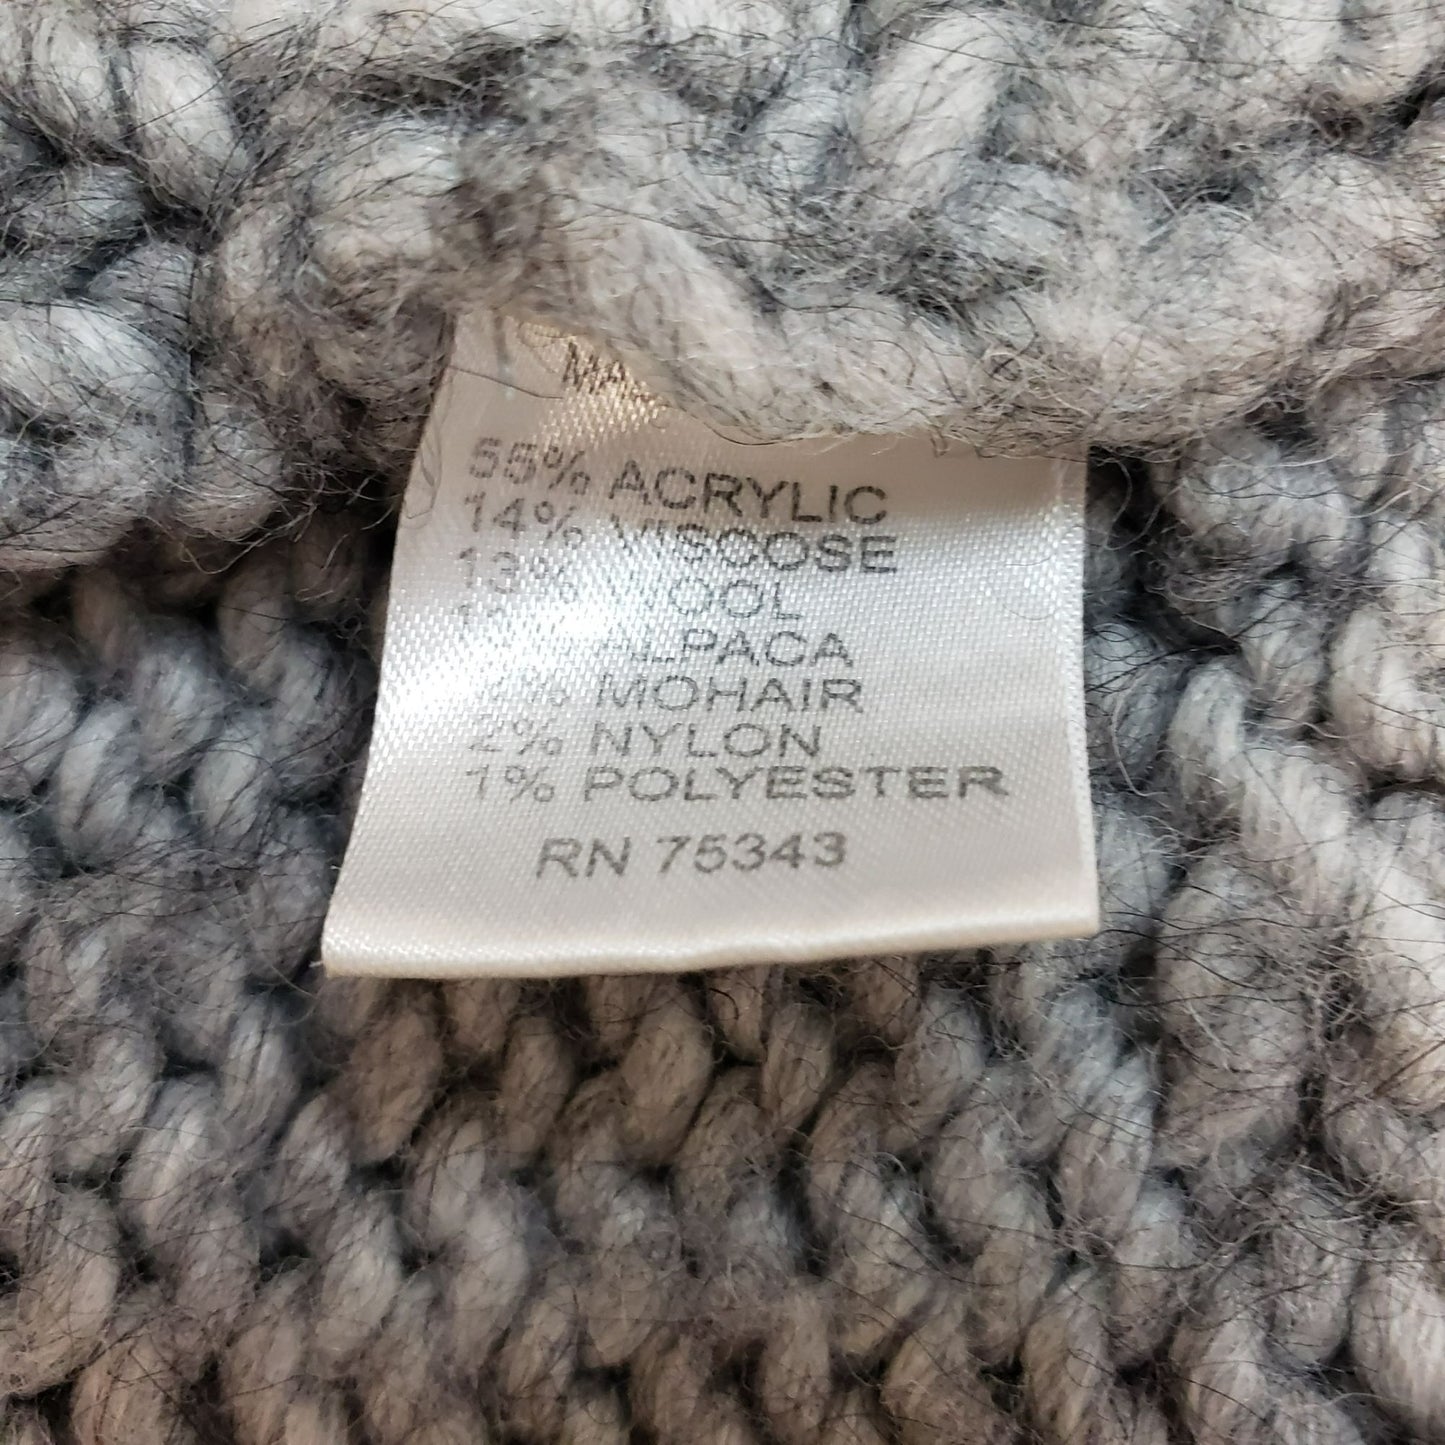 55% ACRYLIC
14% VISCOSE
13% WOOL
ALPACA
MOHAIR
2% NYLON
1% POLYESTER
RN 75343